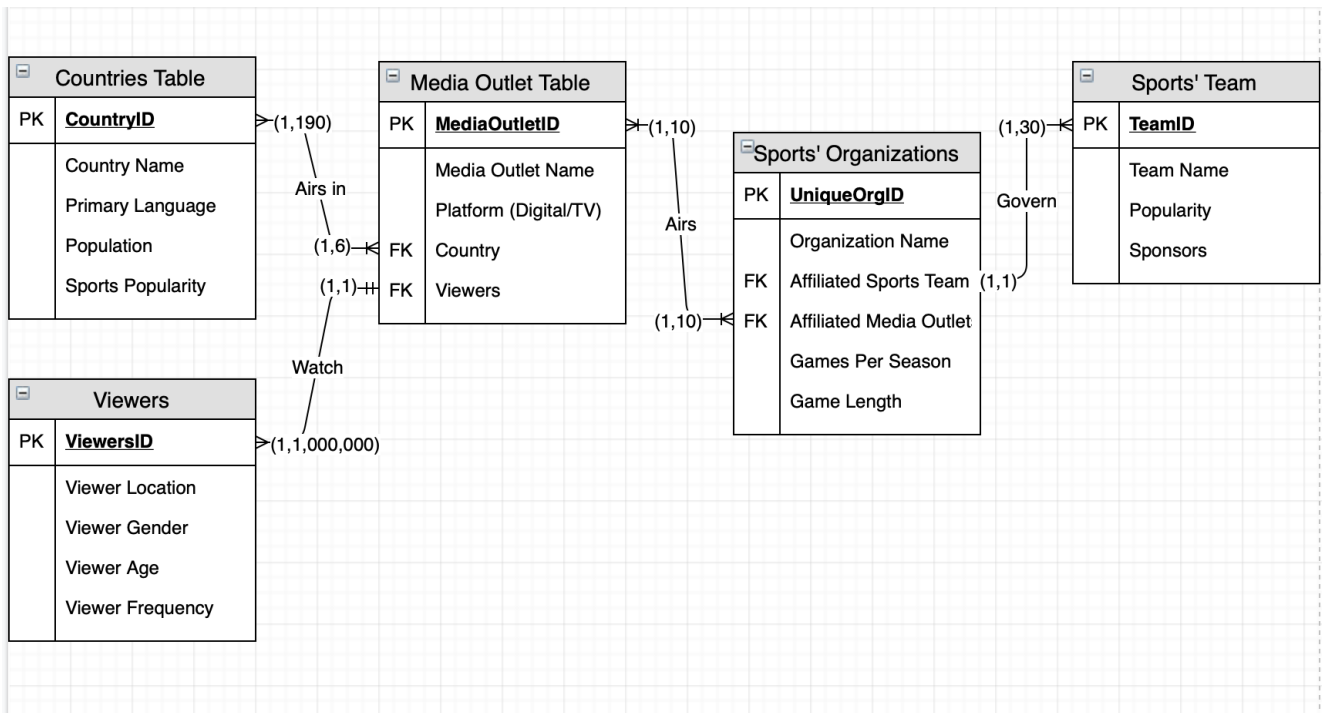 Countries Table
PK CountryID
Country Name
Primary Language
Population
Sports Popularity
(1,190)
Airs in
(1,6)
Media Outlet Table
PK MediaOutletID
Media Outlet Name
Platform (Digital/TV)
FK Country
FK Viewers
(1,1)
Watch
(1,1,000,000)
Viewers
PK ViewersID
Viewer Location
Viewer Gender
Viewer Age
Viewer Frequency
(1,10)
Airs
(1,10)
Sports' Organizations
PK UniqueOrgID
Organization Name
FK Affiliated Sports Team
FK Affiliated Media Outlet
Games Per Season
Game Length
(1,1)
Govern
(1,30)
Sports' Team
PK TeamID
Team Name
Popularity
Sponsors